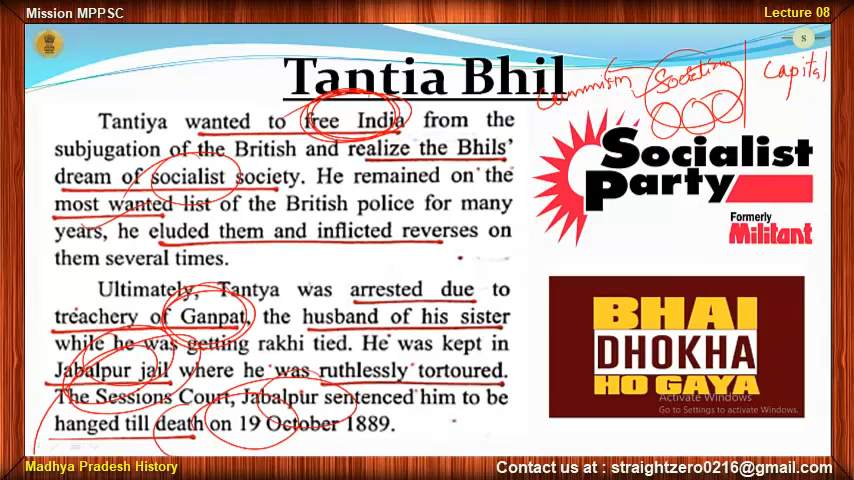 Mission MPPSC
Lecture 08
8
Tantia Bhil
Communism Socialism Capital
Tantiya wanted to free India from the
subjugation of the British and realize the Bhils'
dream of socialist society. He remained on the
most wanted list of the British police for many
years, he eluded them and inflicted reverses on
them several times.
Ultimately, Tantya was arrested due to
treachery of Ganpat, the husband of his sister
while he was getting rakhi tied. He was kept in
Jabalpur jail where he was ruthlessly tortoured.
The Sessions Court, Jabalpur sentenced him to be
hanged till death on 19 October 1889.
Socialist
Party
Formerly
Militant
BHAI
DHOKHA
HO GAYA
Activate Windows
Go to Settings to activate Windows.
Madhya Pradesh History
Contact us at : straightzero0216@gmail.com